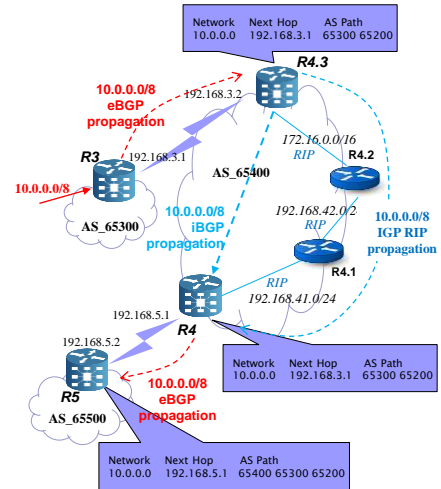 Network Next Hop AS Path
10.0.0.0 192.168.3.1 65300 65200
R4.3
10.0.0.0/8
eBGP
propagation
192.168.3.2
172.16.0.0/16
RIP
R4.2
R3
192.168.3.1
10.0.0.0/8
AS_65300
AS_65400
10.0.0.0/8
iBGP
propagation
192.168.42.0/2
RIP
10.0.0.0/8
IGP RIP
propagation
R4.1
RIP
192.168.41.0/24
R4
192.168.5.1
192.168.5.2
R5
AS_65500
10.0.0.0/8
eBGP
propagation
Network Next Hop AS Path
10.0.0.0 192.168.3.1 65300 65200
Network Next Hop AS Path
10.0.0.0 192.168.5.1 65400 65300 65200